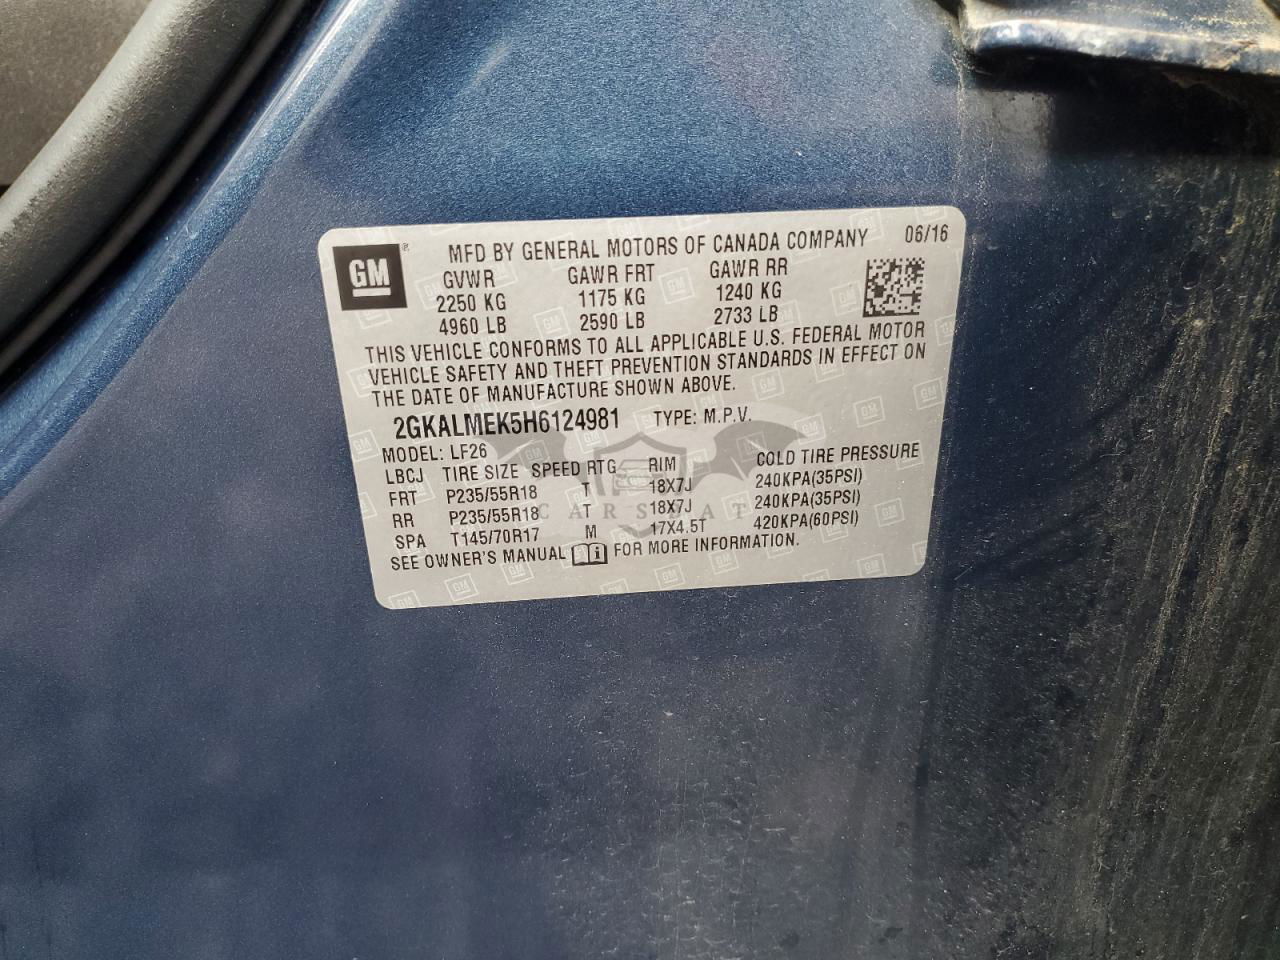 GM ®
MFD BY GENERAL MOTORS OF CANADA COMPANY 06/16
GVWR GAWR FRT GAWR RR
2250 KG 1175 KG 1240 KG
4960 LB 2590 LB 2733 LB
THIS VEHICLE CONFORMS TO ALL APPLICABLE U.S. FEDERAL MOTOR
VEHICLE SAFETY AND THEFT PREVENTION STANDARDS IN EFFECT ON
THE DATE OF MANUFACTURE SHOWN ABOVE.
2GKALMEK5H6124981 TYPE: M.P.V.
MODEL: LF26
LBCJ TIRE SIZE SPEED RTG RIM COLD TIRE PRESSURE
FRT P235/55R18 T 18X7J 240KPA(35PSI)
RR P235/55R18 T 18X7J 240KPA(35PSI)
SPA T145/70R17 M 17X4.5T 420KPA(60PSI)
SEE OWNER'S MANUAL i FOR MORE INFORMATION.
CARSBAT